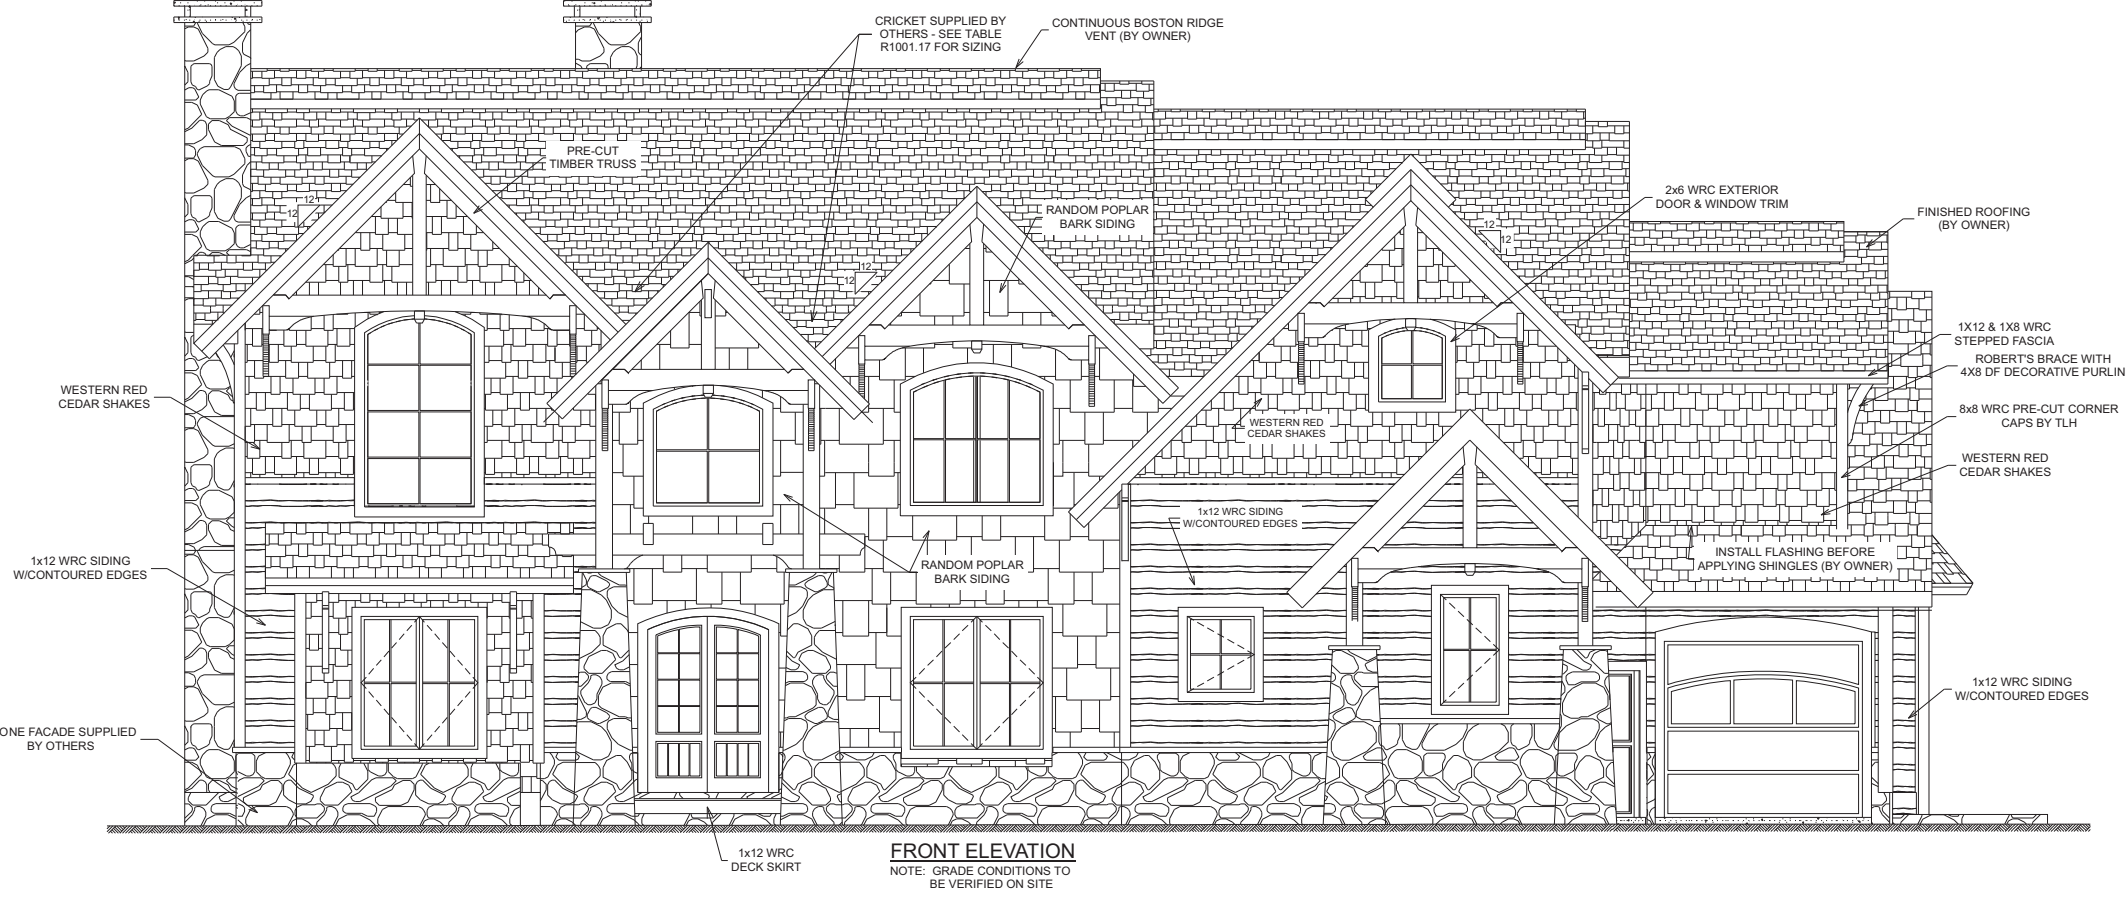 CRICKET SUPPLIED BY
OTHERS - SEE TABLE
R1001.17 FOR SIZING
CONTINUOUS BOSTON RIDGE
VENT (BY OWNER)
PRE-CUT
TIMBER TRUSS
12
12
RANDOM POPLAR
BARK SIDING
12
12
2x6 WRC EXTERIOR
DOOR & WINDOW TRIM
12
12
FINISHED ROOFING
(BY OWNER)
1X12 & 1X8 WRC
STEPPED FASCIA
ROBERT'S BRACE WITH
4X8 DF DECORATIVE PURLIN
WESTERN RED
CEDAR SHAKES
WESTERN RED
CEDAR SHAKES
8x8 WRC PRE-CUT CORNER
CAPS BY TLH
WESTERN RED
CEDAR SHAKES
1x12 WRC SIDING
W/CONTOURED EDGES
1x12 WRC SIDING
W/CONTOURED EDGES
RANDOM POPLAR
BARK SIDING
INSTALL FLASHING BEFORE
APPLYING SHINGLES (BY OWNER)
1x12 WRC SIDING
W/CONTOURED EDGES
ONE FACADE SUPPLIED
BY OTHERS
1x12 WRC
DECK SKIRT
FRONT ELEVATION
NOTE: GRADE CONDITIONS TO
BE VERIFIED ON SITE